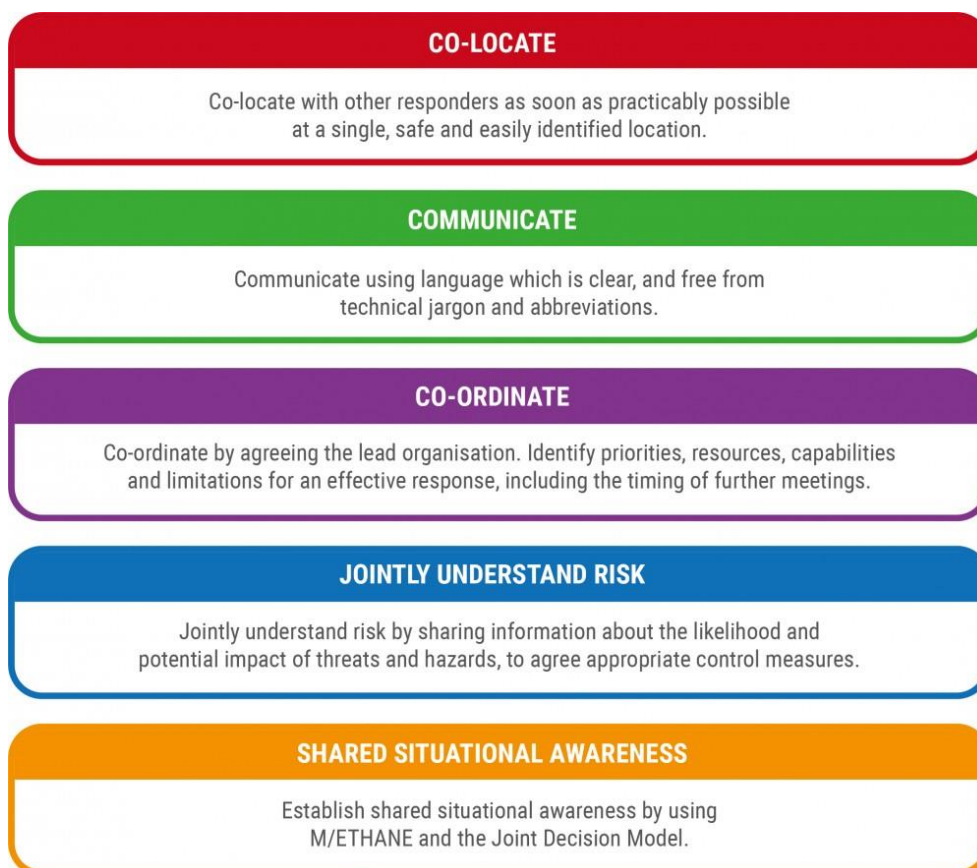 CO-LOCATE
Co-locate with other responders as soon as practicably possible
at a single, safe and easily identified location.
COMMUNICATE
Communicate using language which is clear, and free from
technical jargon and abbreviations.
CO-ORDINATE
Co-ordinate by agreeing the lead organisation. Identify priorities, resources, capabilities
and limitations for an effective response, including the timing of further meetings.
JOINTLY UNDERSTAND RISK
Jointly understand risk by sharing information about the likelihood and
potential impact of threats and hazards, to agree appropriate control measures.
SHARED SITUATIONAL AWARENESS
Establish shared situational awareness by using
M/ETHANE and the Joint Decision Model.